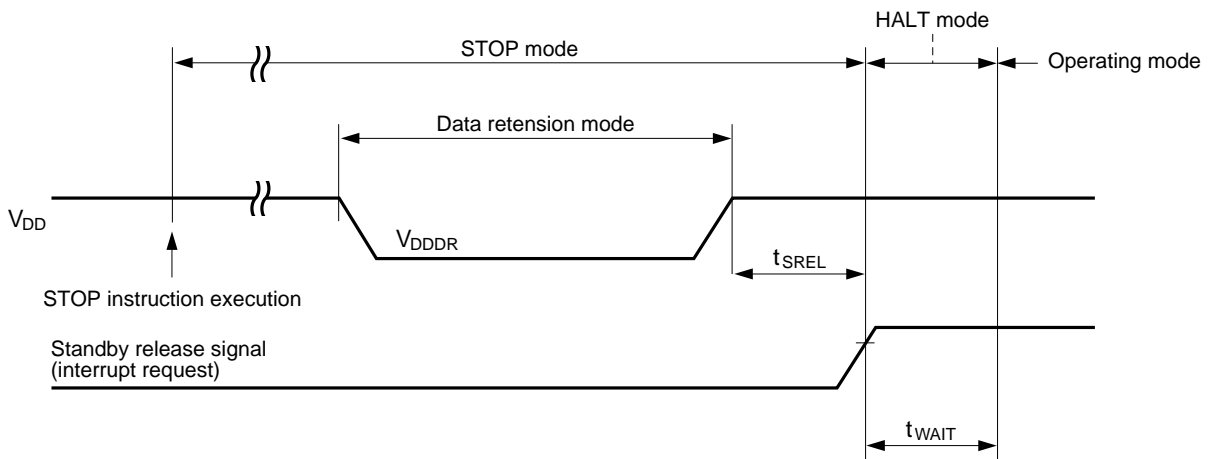 HALT mode
STOP mode
Operating mode
Data retension mode
VDD
VDDDR
tSREL
STOP instruction execution
Standby release signal
(interrupt request)
tWAIT